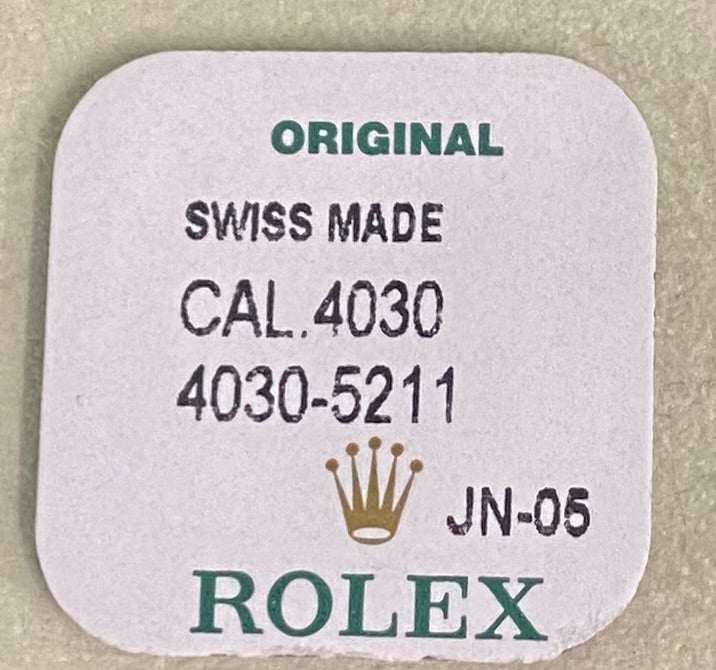 ORIGINAL
SWISS MADE
CAL.4030
4030-5211
JN-05
ROLEX